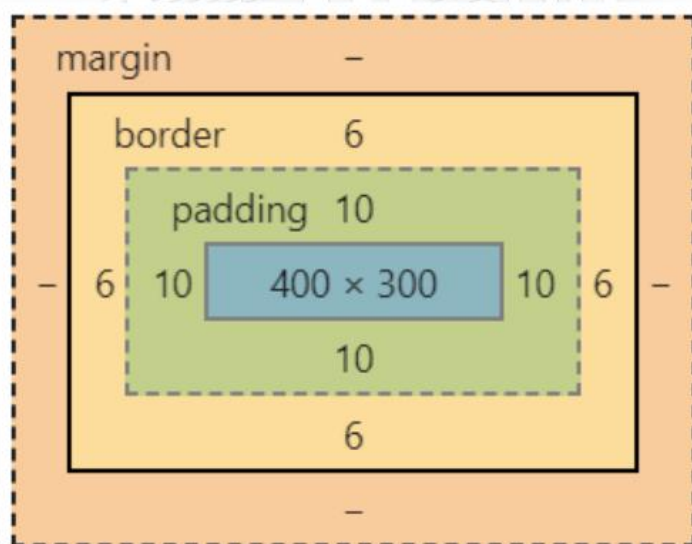 margin –
border 6
padding 10
– 6 10 400 × 300 10 6 –
10
6
–